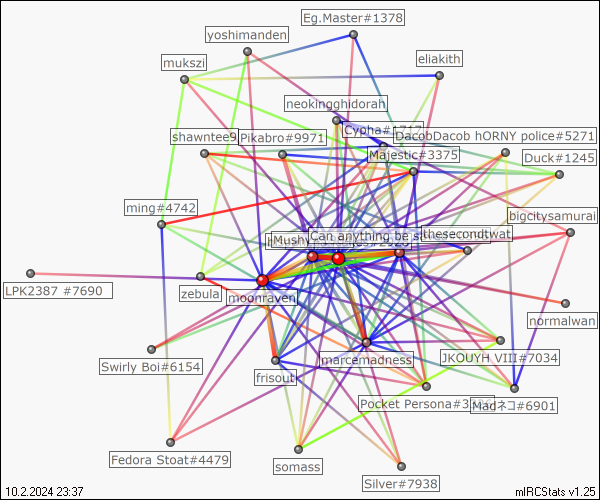 Eg.Master#1378
yoshimanden
eliakith
mukszi
neokingghidorah
Cypha#1717
shawntee9
Pikabro#9971
DacobDacob hORNY police#5271
Majestic#3375
Duck#1245
ming#4742
bigcitysamurai
Mushy
Can anything be
thesecondtwat
LPK2387 #7690
zebula
moonraven
normalwan
JKOUYH VIII#7034
marcemadness
Swirly Boi#6154
frisout
Pocket Persona#3
Madネコ#6901
Fedora Stoat#4479
somass
Silver#7938
10.2.2024 23:37
mIRCStats v1.25